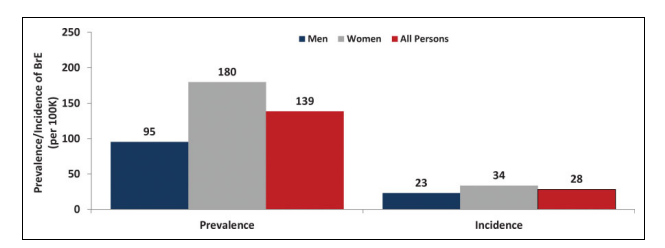 Prevalence/Incidence of BrE
(per 100K)
250
200
150
100
50
0
Men Women All Persons
95
180
139
23
34
28
Prevalence
Incidence